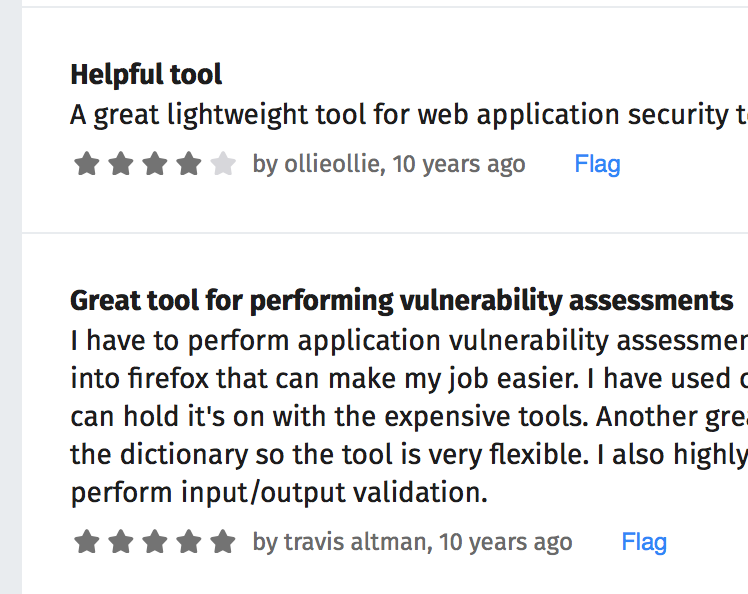 Helpful tool
A great lightweight tool for web application security
by ollieollie, 10 years ago Flag
Great tool for performing vulnerability assessments
I have to perform application vulnerability
into firefox that can make my job easier. I have used
can hold it's on with the expensive tools. Another
the dictionary so the tool is very flexible. I also highly
perform input/output validation.
by travis altman, 10 years ago Flag